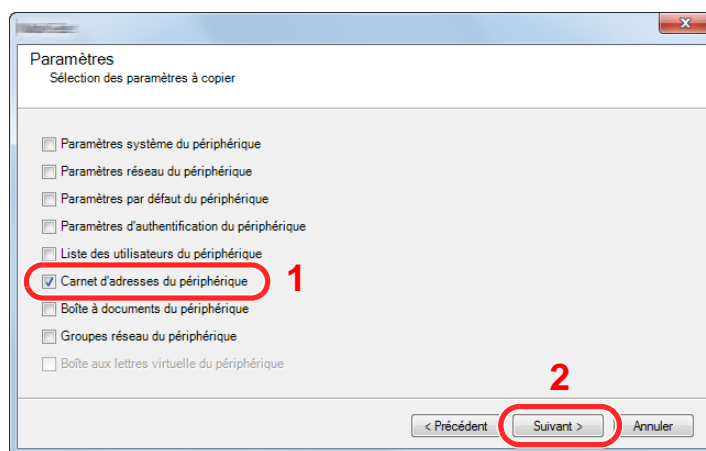 Paramètres
Sélection des paramètres à copier
Paramètres système du périphérique
Paramètres réseau du périphérique
Paramètres par défaut du périphérique
Paramètres d'authentification du périphérique
Liste des utilisateurs du périphérique
Carnet d'adresses du périphérique 1
Boîte à documents du périphérique
Groupes réseau du périphérique
Boîte aux lettres virtuelle du périphérique
2
< Précédent Suivant > Annuler